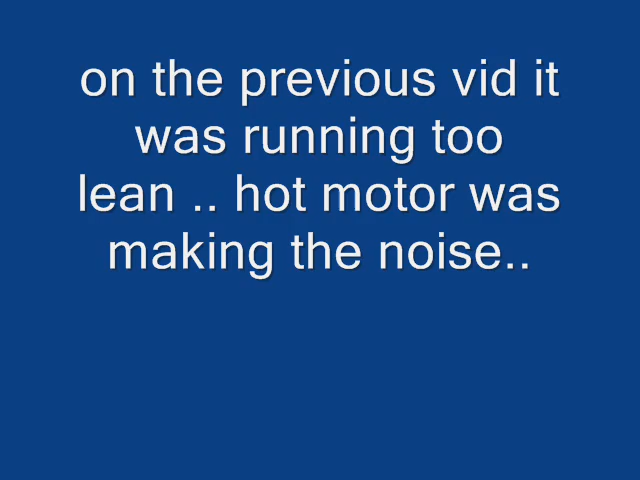 on the previous vid it
was running too
lean .. hot motor was
making the noise..